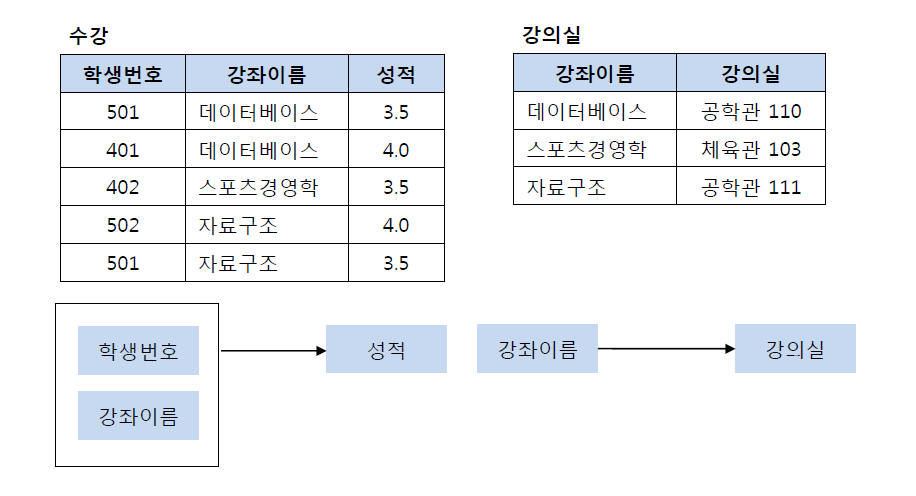 수강
학생번호 강좌이름 성적
501 데이터베이스 3.5
401 데이터베이스 4.0
402 스포츠경영학 3.5
502 자료구조 4.0
501 자료구조 3.5
강의실
강좌이름 강의실
데이터베이스 공학관 110
스포츠경영학 체육관 103
자료구조 공학관 111
학생번호
강좌이름
성적
강좌이름
강의실